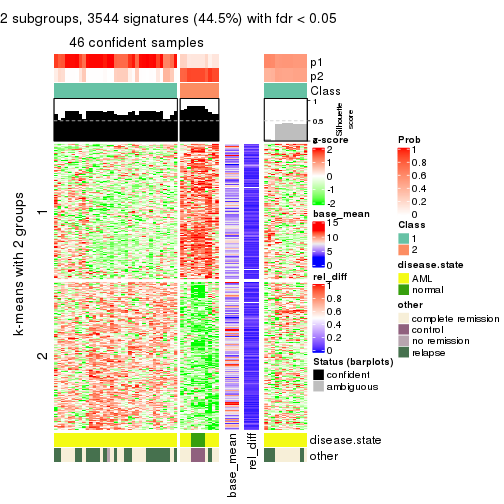 2 subgroups, 3544 signatures (44.5%) with fdr < 0.05
46 confident samples
p1
p2
Class
1
0.5
Silhouette
score
k-means with 2 groups
1
2
z-score
2
1
0
-1
-2
base_mean
15
10
5
0
rel_diff
1
0.8
0.6
0.4
0.2
0
Status (barplots)
confident
ambiguous
Prob
1
0.8
0.6
0.4
0.2
0
Class
1
2
disease.state
AML
normal
other
complete remission
control
no remission
relapse
disease.state
other
base_mean
rel_diff